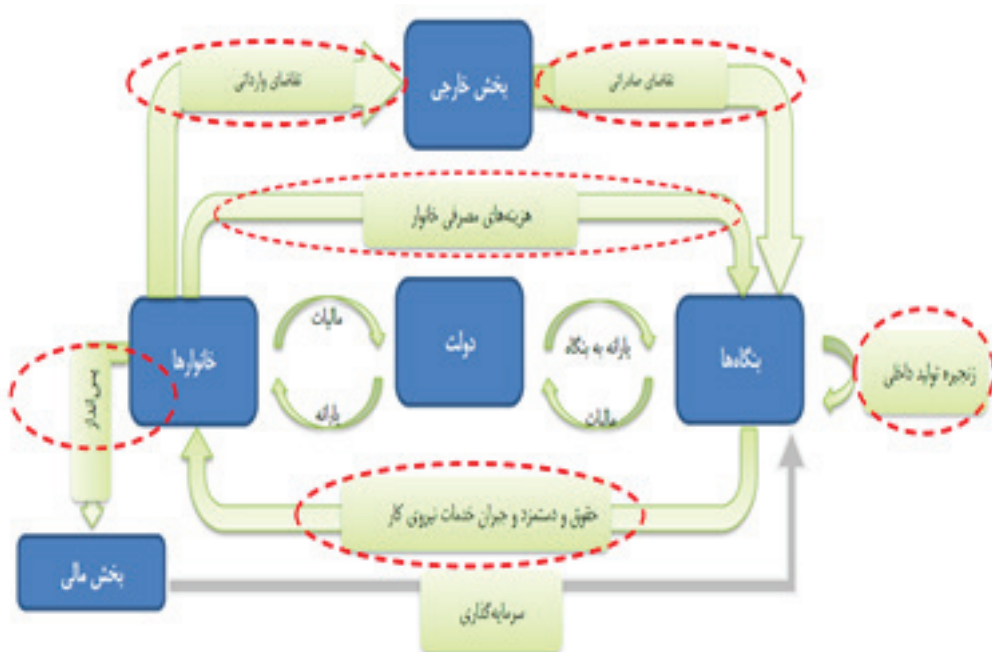 بخش خارجی
تقاضای صادراتی
تقاضای وارداتی
هزینه‌های مصرفی خانوار
بنگاه‌ها
زنجیره تولید داخلی
یارانه به بنگاه
مالیات
دولت
مالیات
یارانه
خانوارها
پس‌انداز
حقوق و دستمزد و جبران خدمات نیروی کار
بخش مالی
سرمایه‌گذاری